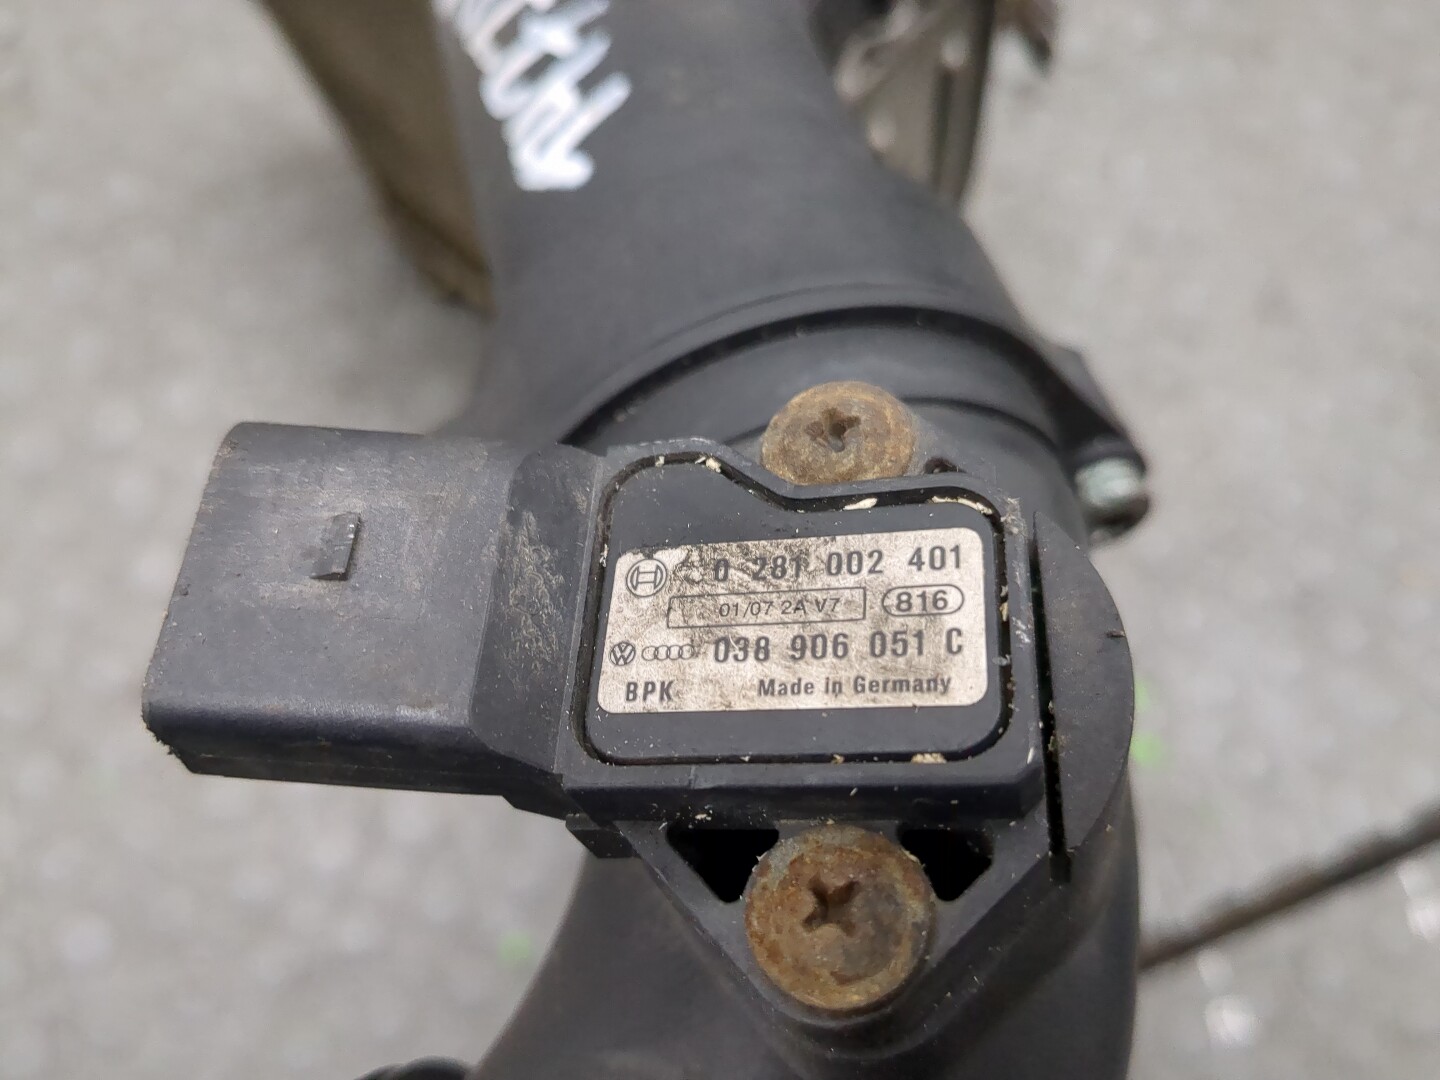 0 281 002 401
01/07 2A V7 816
038 906 051 C
BPK Made in Germany